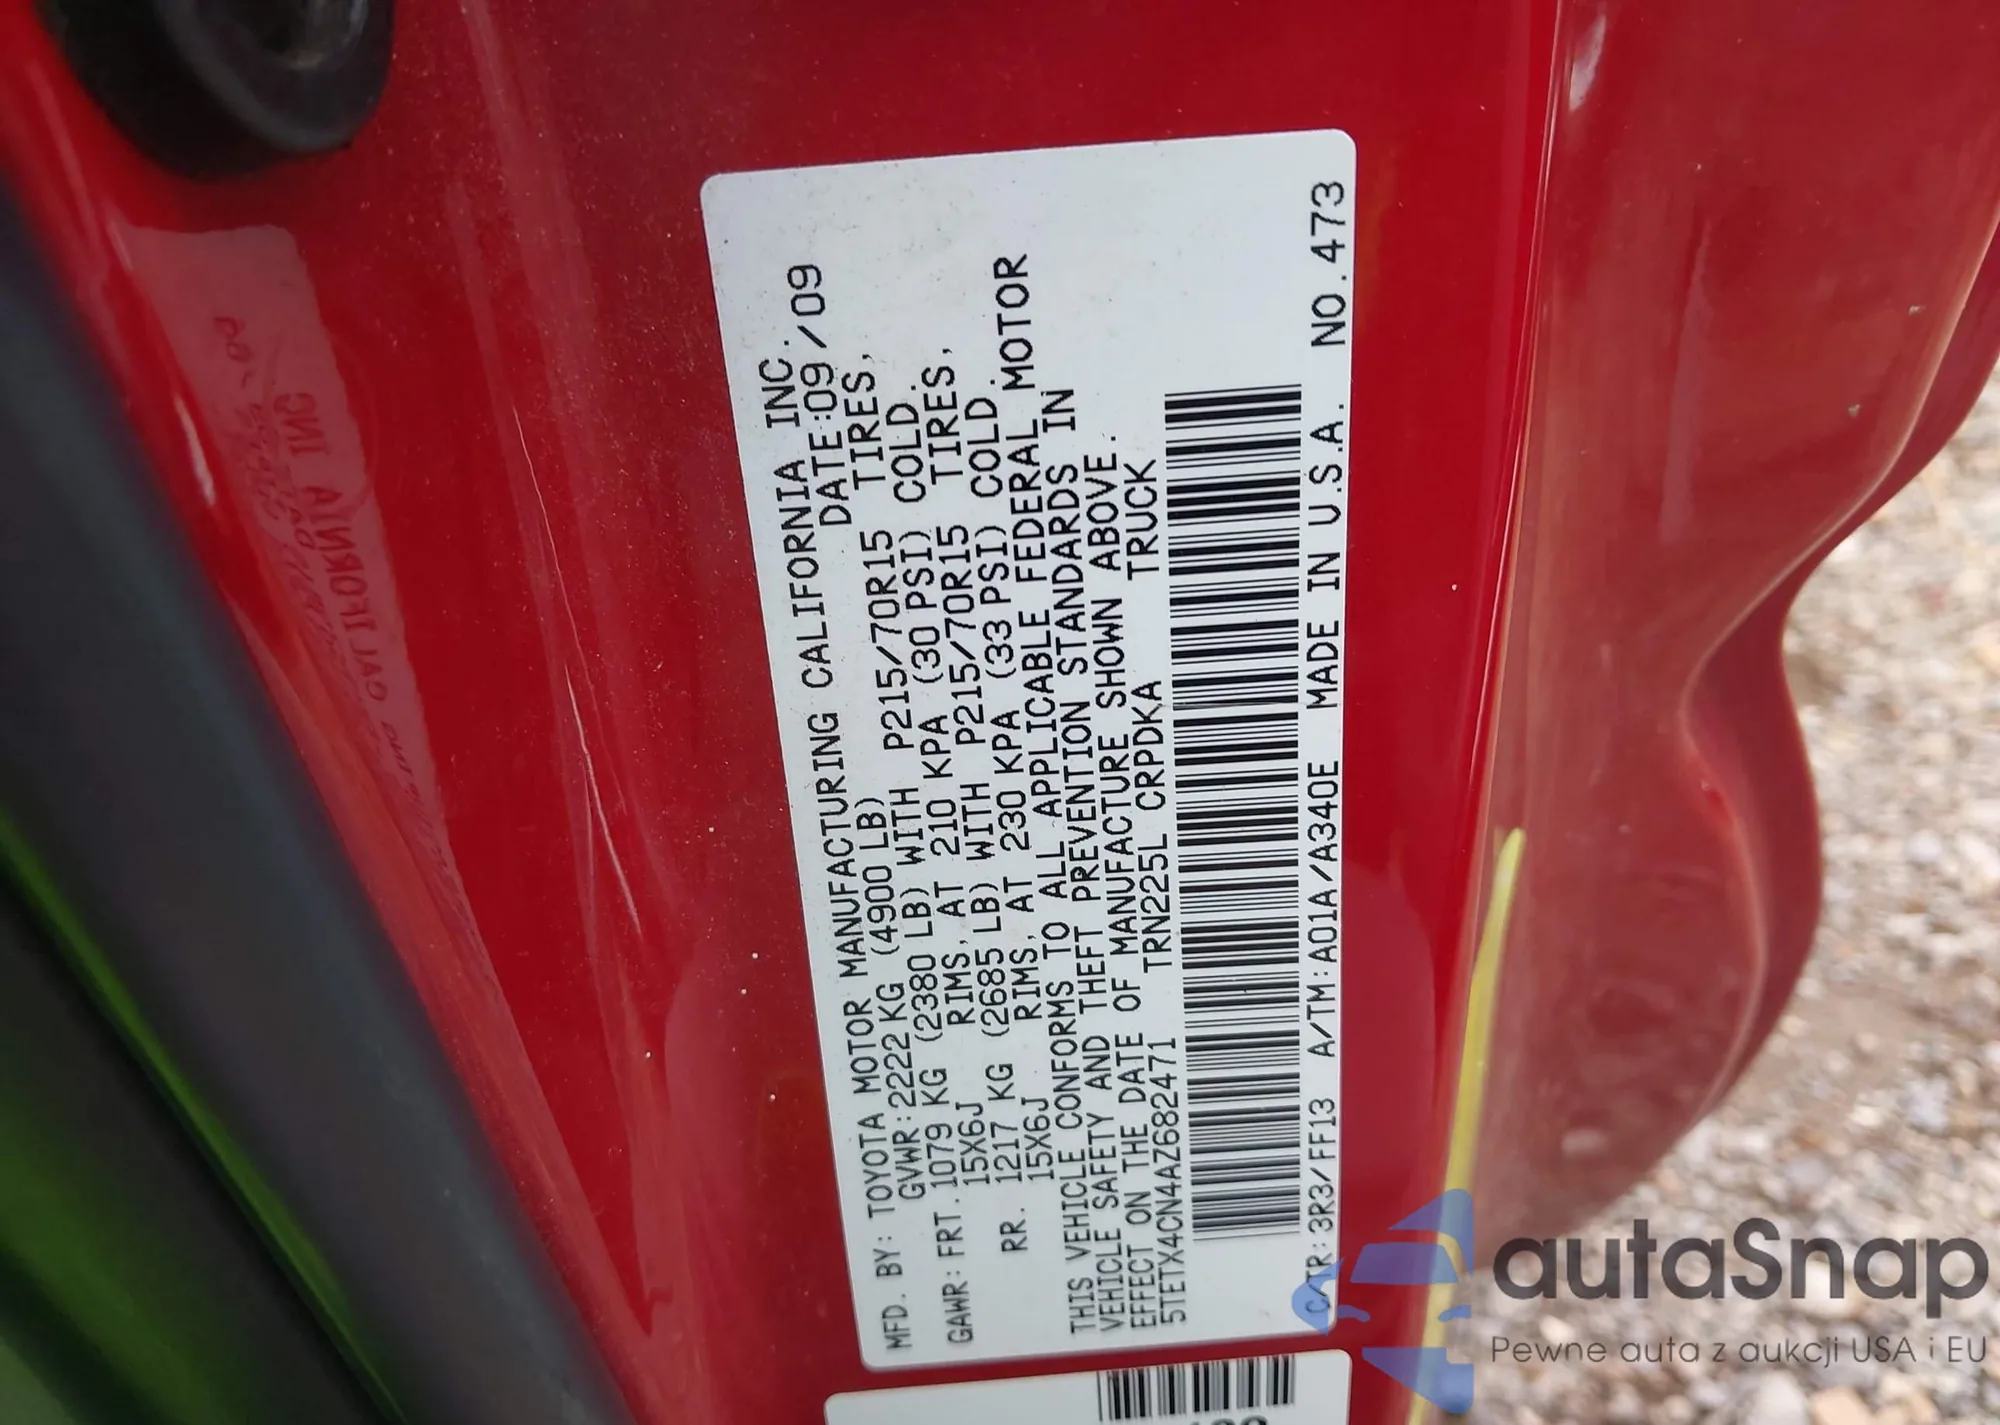 MFD. BY: TOYOTA MOTOR MANUFACTURING CALIFORNIA INC.
GVWR:2222KG (4900LB) DATE:09/09
GAWR:FRT.1079 KG (2380 LB) WITH P215/70R15 TIRES,
15X6J RIMS, AT 210 KPA (30 PSI) COLD.
RR. 1217 KG (2685 LB) WITH P215/70R15 TIRES,
15X6J RIMS, AT 230 KPA (33 PSI) COLD.
THIS VEHICLE CONFORMS TO ALL APPLICABLE FEDERAL MOTOR
VEHICLE SAFETY AND THEFT PREVENTION STANDARDS IN
EFFECT ON THE DATE OF MANUFACTURE SHOWN ABOVE.
5TETX4CN4AZ682471 TRN225L CRPDKA TRUCK
C/TR:3R3/FF13 A/TM:A01A/A340E MADE IN U.S.A. NO.473
autaSnap
Pewne auta z aukcji USA i EU